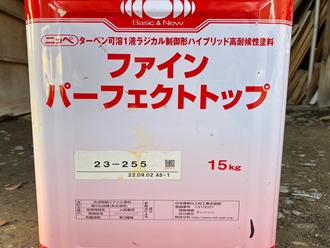 Basic & New
ニッペ ターペン可溶1液ラジカル制御形ハイブリッド高耐候性塗料
ファイン
パーフェクトトップ
23-255
22.09.02 AS-1
15kg